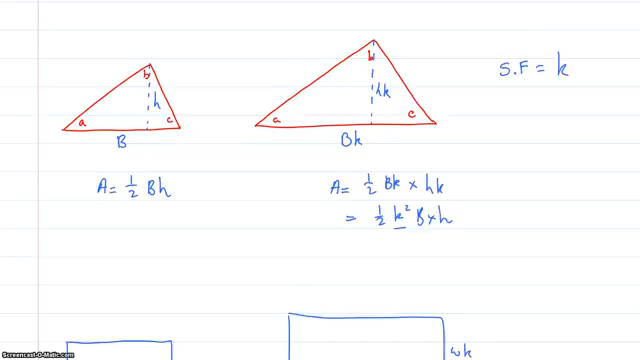 S.F = k
b
h
a
c
B
b
hk
a
c
Bk
A = 1/2 Bh
A = 1/2 Bk × hk
= 1/2 k² B × h
wk
Screencast-O-Matic.com